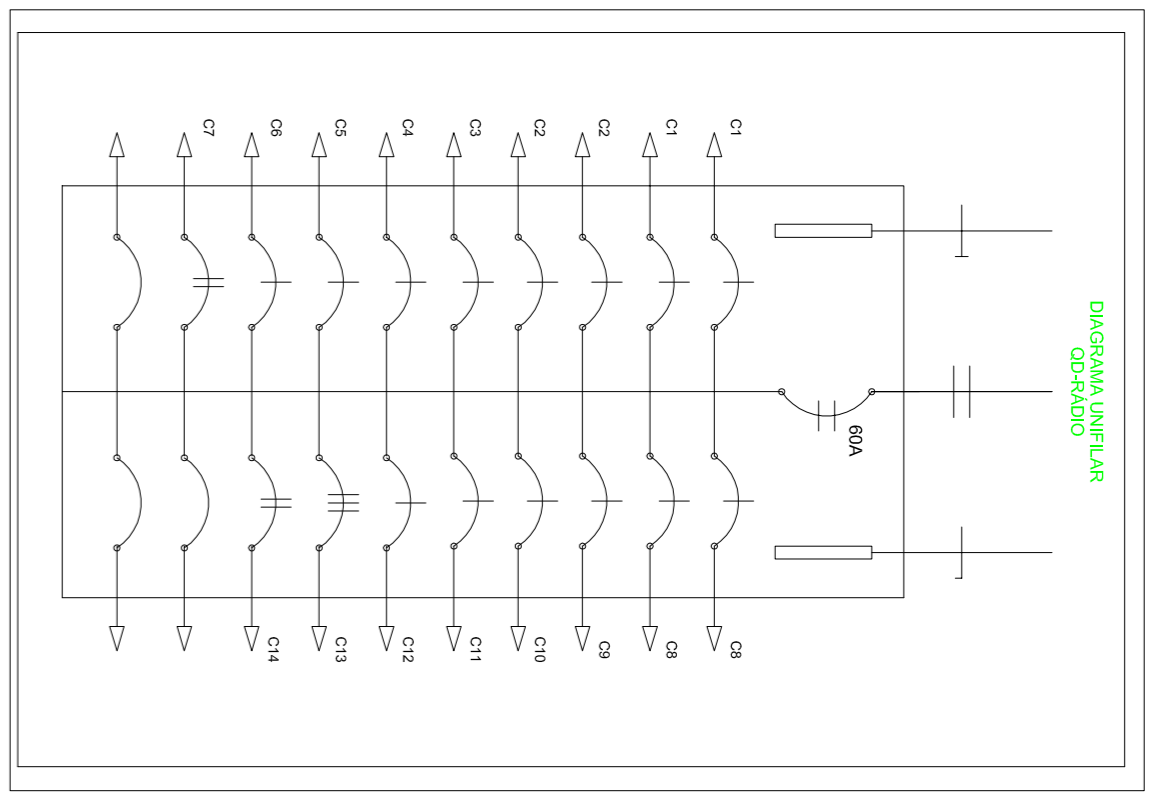 DIAGRAMA UNIFILAR
QD-RÁDIO
60A
C1
C1
C2
C2
C3
C4
C5
C6
C7
C8
C8
C9
C10
C11
C12
C13
C14